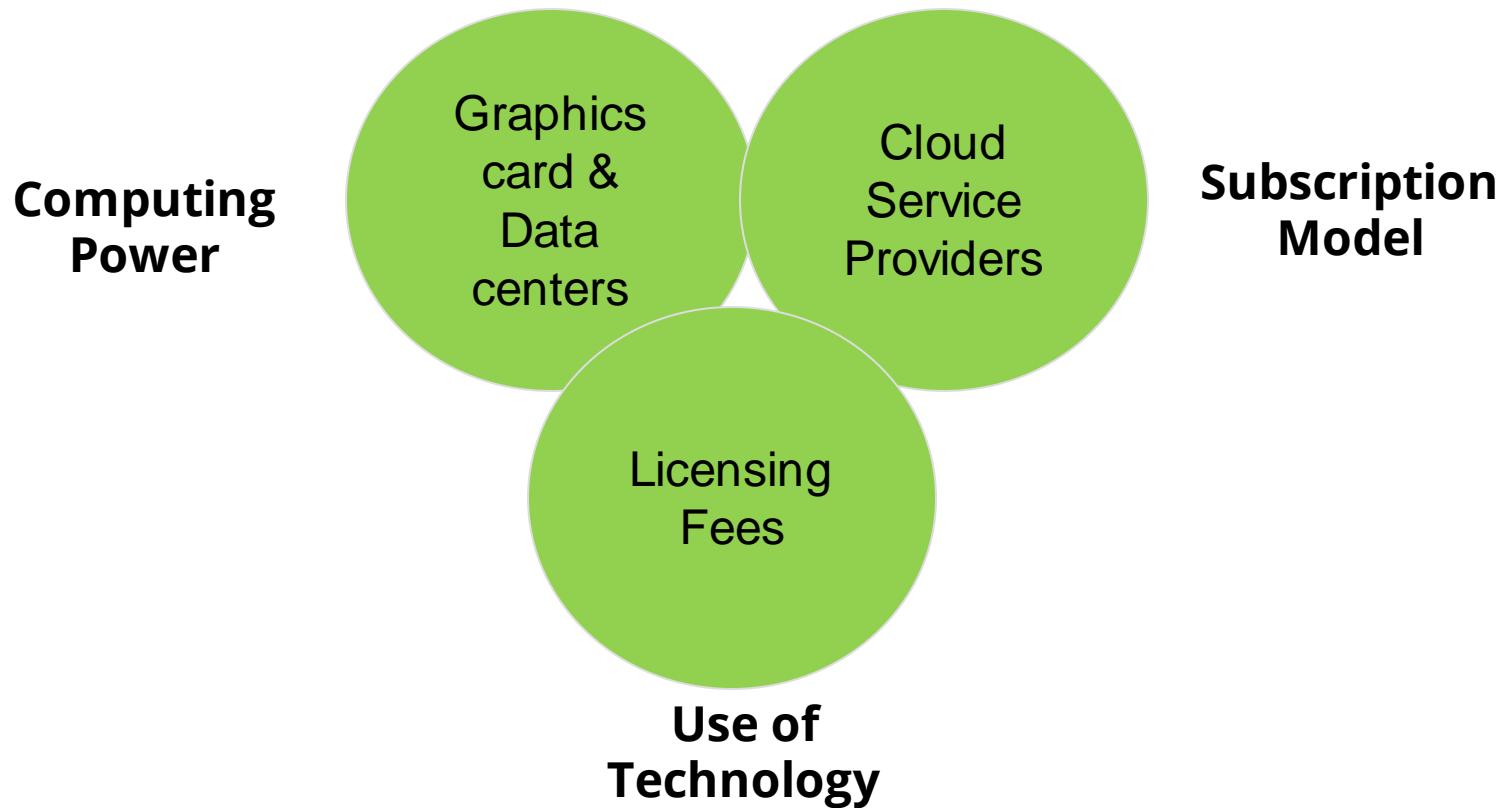 Computing
Power
Graphics
card &
Data
centers
Cloud
Service
Providers
Subscription
Model
Licensing
Fees
Use of
Technology